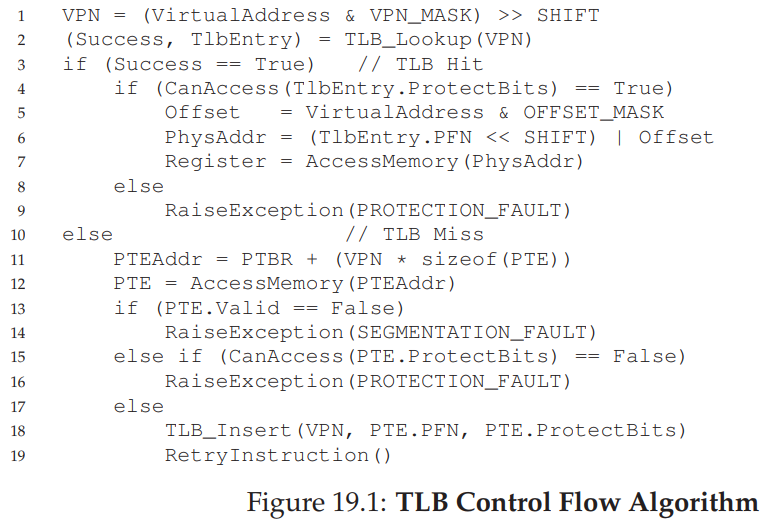 1 VPN = (VirtualAddress & VPN_MASK) >> SHIFT
2 (Success, TlbEntry) = TLB_Lookup(VPN)
3 if (Success == True)   // TLB Hit
4     if (CanAccess(TlbEntry.ProtectBits) == True)
5         Offset   = VirtualAddress & OFFSET_MASK
6         PhysAddr = (TlbEntry.PFN << SHIFT) | Offset
7         Register = AccessMemory(PhysAddr)
8     else
9         RaiseException(PROTECTION_FAULT)
10 else                  // TLB Miss
11     PTEAddr = PTBR + (VPN * sizeof(PTE))
12     PTE = AccessMemory(PTEAddr)
13     if (PTE.Valid == False)
14         RaiseException(SEGMENTATION_FAULT)
15     else if (CanAccess(PTE.ProtectBits) == False)
16         RaiseException(PROTECTION_FAULT)
17     else
18         TLB_Insert(VPN, PTE.PFN, PTE.ProtectBits)
19         RetryInstruction()
Figure 19.1: TLB Control Flow Algorithm